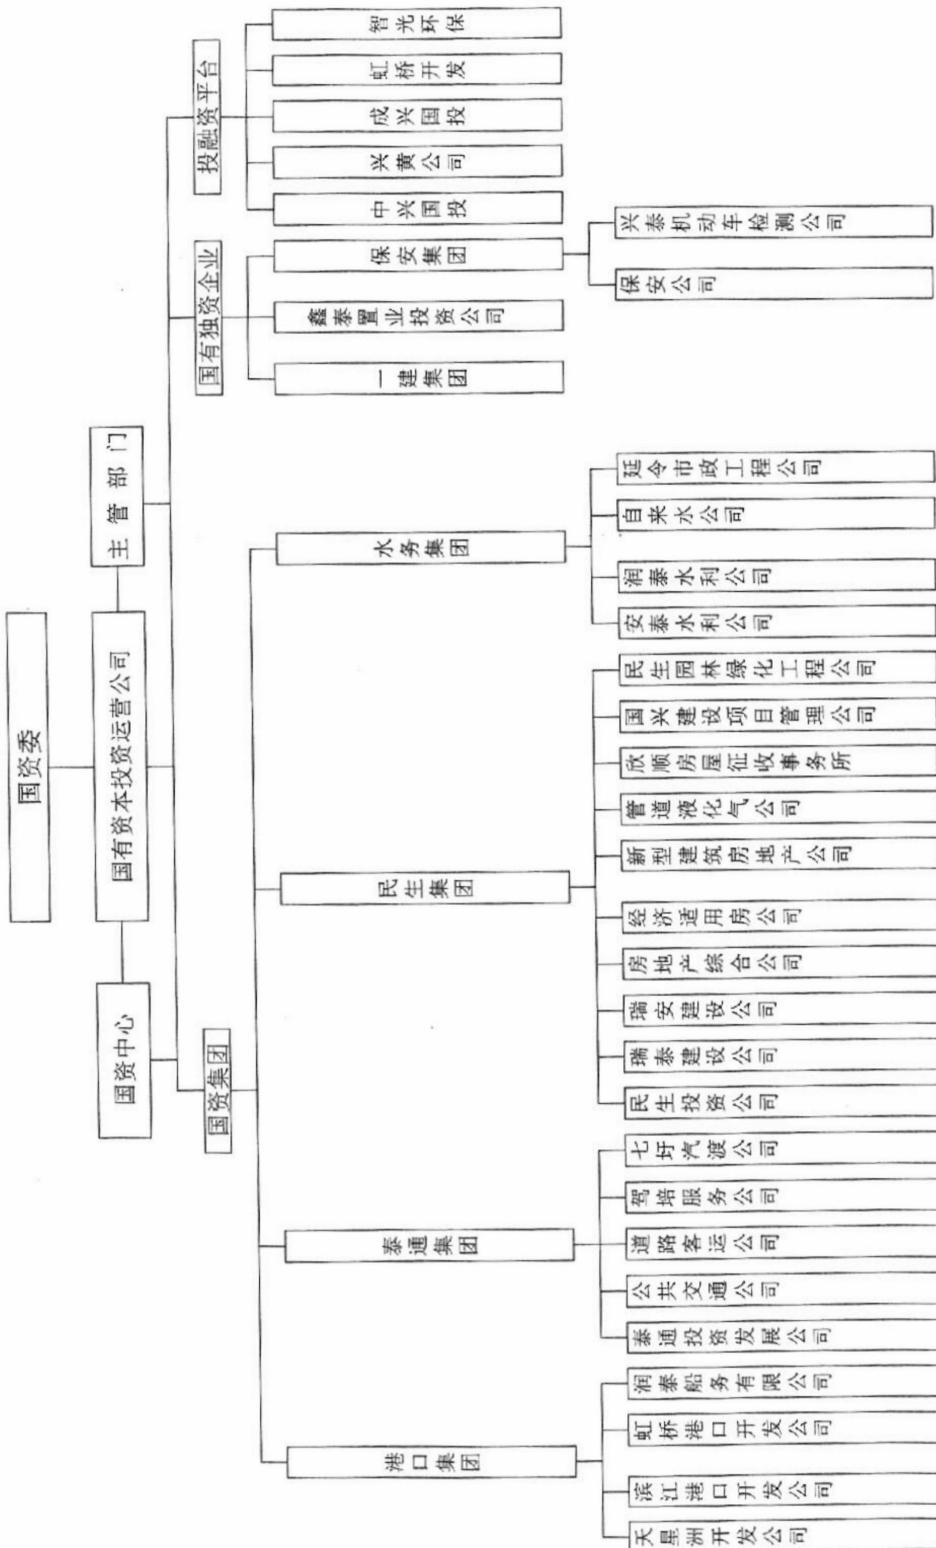 国资委
国资中心
国有资本投资运营公司
主管部门
国资集团
国有独资企业
投融资平台
港口集团
泰通集团
民生集团
水务集团
一建集团
鑫泰置业投资公司
保安集团
中兴国投
兴黄公司
成兴国投
虹桥开发
智光环保
天星洲开发公司
滨江港口开发公司
虹桥港口开发公司
润泰船务有限公司
泰通投资发展公司
公共交通公司
道路客运公司
驾培服务公司
七圩汽渡公司
民生投资公司
瑞泰建设公司
瑞安建设公司
房地产综合公司
经济适用房公司
新型建筑房地产公司
管道液化气公司
欣顺房屋征收事务所
国兴建设项目管理公司
民生园林绿化工程公司
安泰水利公司
润泰水利公司
自来水公司
延令市政工程公司
保安公司
兴泰机动车检测公司